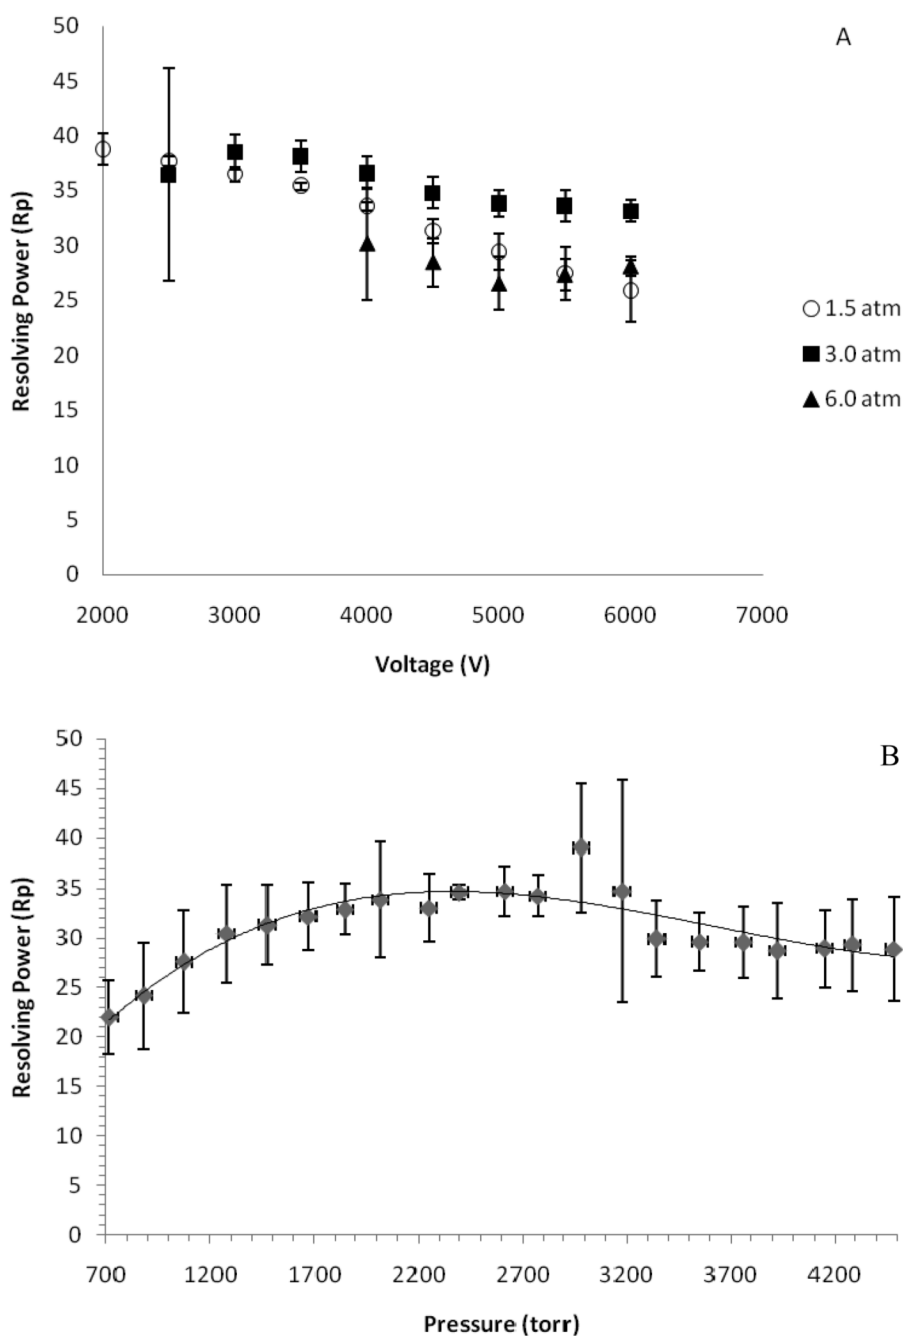 A
50
45
40
35
30
25
20
15
10
5
0
Resolving Power (Rp)
2000 3000 4000 5000 6000 7000
Voltage (V)
1.5 atm
3.0 atm
6.0 atm
B
50
45
40
35
30
25
20
15
10
5
0
Resolving Power (Rp)
700 1200 1700 2200 2700 3200 3700 4200
Pressure (torr)